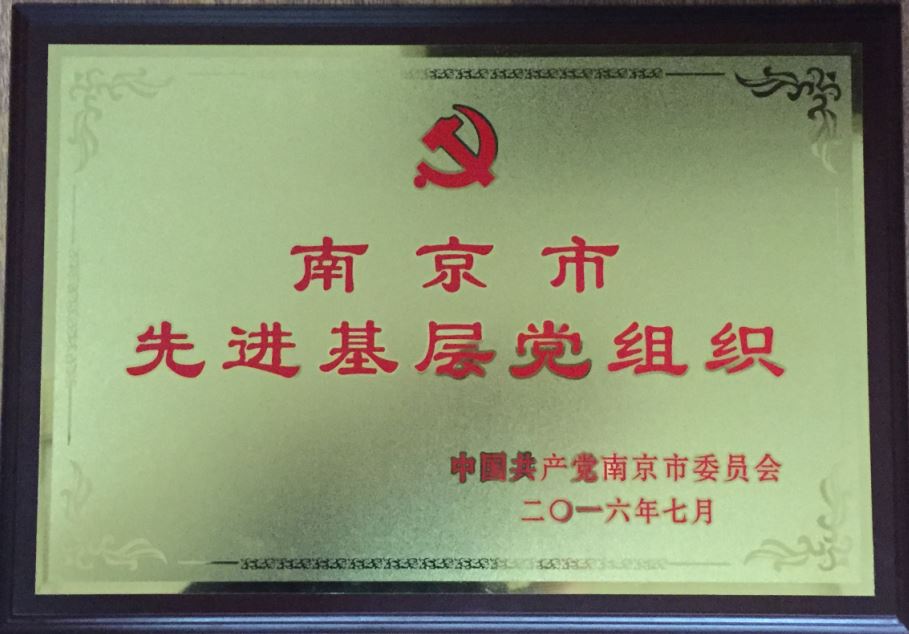 南京市
先进基层党组织
中国共产党南京市委员会
二〇一六年七月